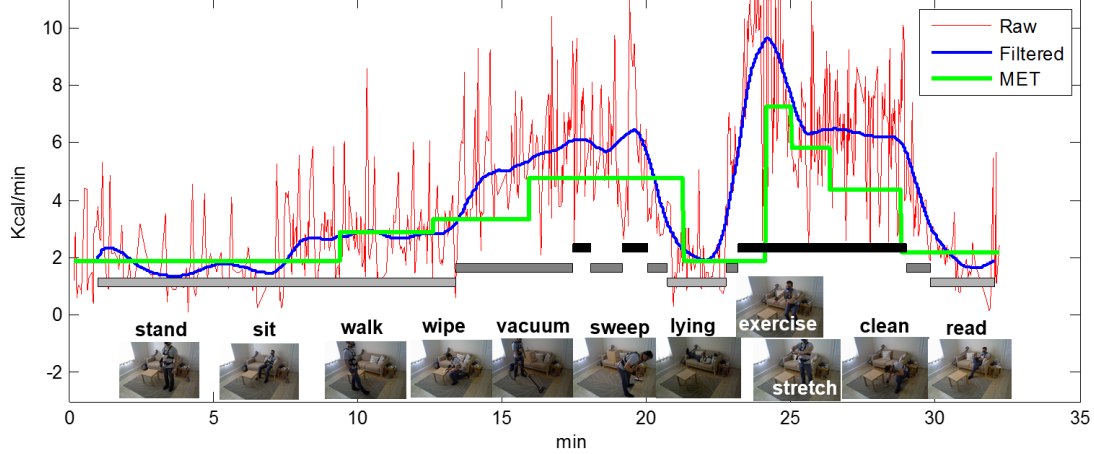 10
8
6
4
2
0
-2
Kcal/min
Raw
Filtered
MET
stand
sit
walk
wipe
vacuum
sweep
lying
exercise
stretch
clean
read
0
5
10
15
20
25
30
35
min